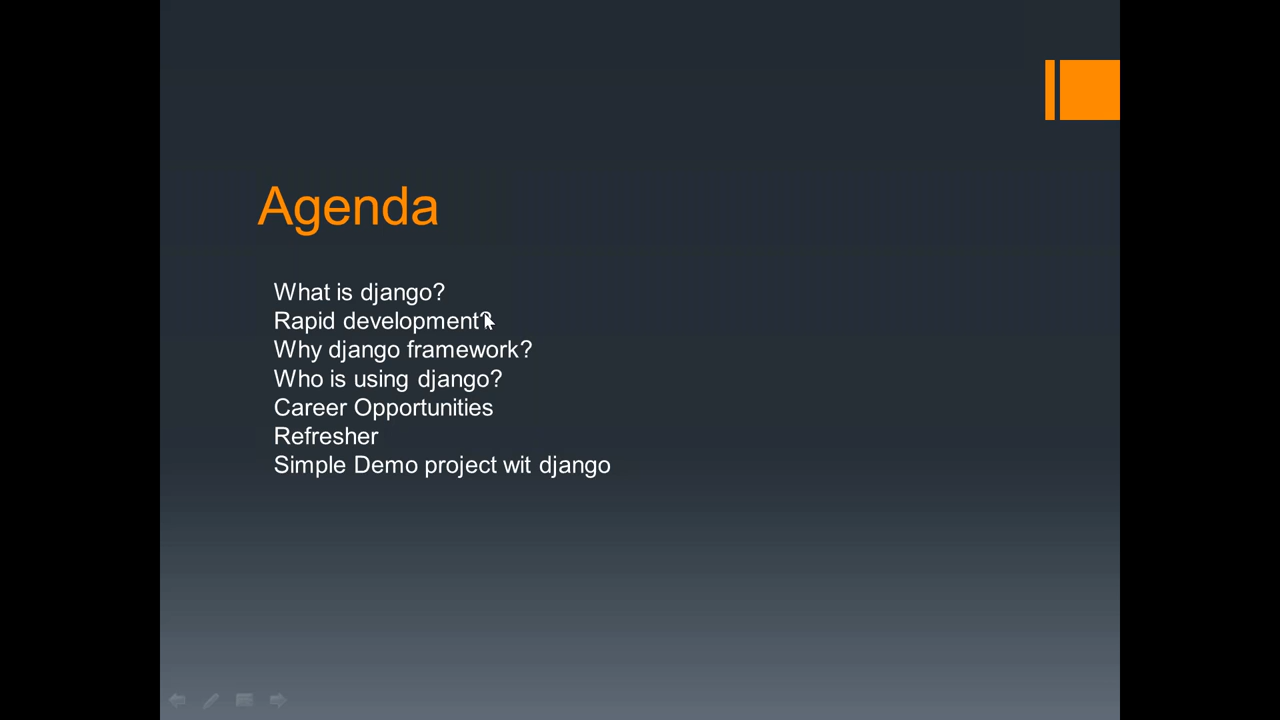 Agenda
What is django?
Rapid development?
Why django framework?
Who is using django?
Career Opportunities
Refresher
Simple Demo project wit django